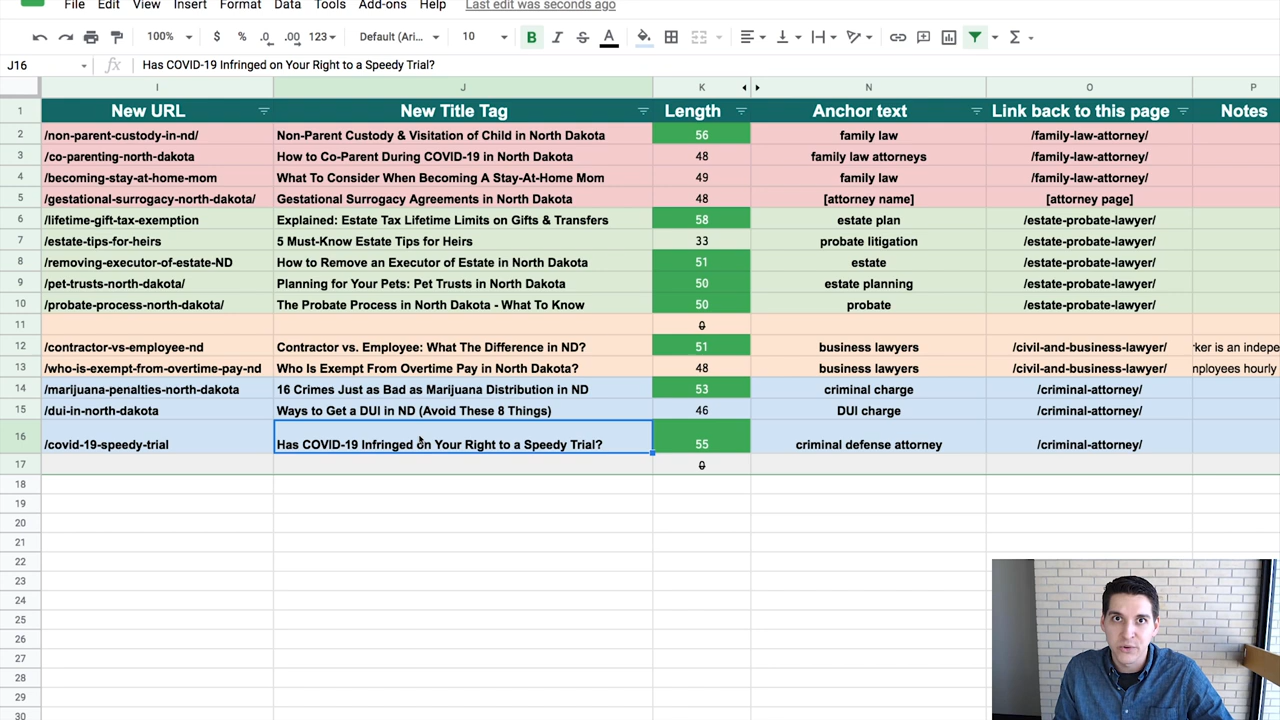 File Edit View Insert Format Data Tools Add-ons Help Last edit was seconds ago
100% $ % .0 .00 123 Default (Ari... 10 B I S A
J16 fx Has COVID-19 Infringed on Your Right to a Speedy Trial?
I J K N O P
1 New URL New Title Tag Length Anchor text Link back to this page Notes
2 /non-parent-custody-in-nd/ Non-Parent Custody & Visitation of Child in North Dakota 56 family law /family-law-attorney/
3 /co-parenting-north-dakota How to Co-Parent During COVID-19 in North Dakota 48 family law attorneys /family-law-attorney/
4 /becoming-stay-at-home-mom What To Consider When Becoming A Stay-At-Home Mom 49 family law /family-law-attorney/
5 /gestational-surrogacy-north-dakota/ Gestational Surrogacy Agreements in North Dakota 48 [attorney name] [attorney page]
6 /lifetime-gift-tax-exemption Explained: Estate Tax Lifetime Limits on Gifts & Transfers 58 estate plan /estate-probate-lawyer/
7 /estate-tips-for-heirs 5 Must-Know Estate Tips for Heirs 33 probate litigation /estate-probate-lawyer/
8 /removing-executor-of-estate-ND How to Remove an Executor of Estate in North Dakota 51 estate /estate-probate-lawyer/
9 /pet-trusts-north-dakota/ Planning for Your Pets: Pet Trusts in North Dakota 50 estate planning /estate-probate-lawyer/
10 /probate-process-north-dakota/ The Probate Process in North Dakota - What To Know 50 probate /estate-probate-lawyer/
11 0
12 /contractor-vs-employee-nd Contractor vs. Employee: What The Difference in ND? 51 business lawyers /civil-and-business-lawyer/ rker is an indepe
13 /who-is-exempt-from-overtime-pay-nd Who Is Exempt From Overtime Pay in North Dakota? 48 business lawyers /civil-and-business-lawyer/ nployees hourly
14 /marijuana-penalties-north-dakota 16 Crimes Just as Bad as Marijuana Distribution in ND 53 criminal charge /criminal-attorney/
15 /dui-in-north-dakota Ways to Get a DUI in ND (Avoid These 8 Things) 46 DUI charge /criminal-attorney/
16 /covid-19-speedy-trial Has COVID-19 Infringed on Your Right to a Speedy Trial? 55 criminal defense attorney /criminal-attorney/
17 0
18
19
20
21
22
23
24
25
26
27
28
29
30